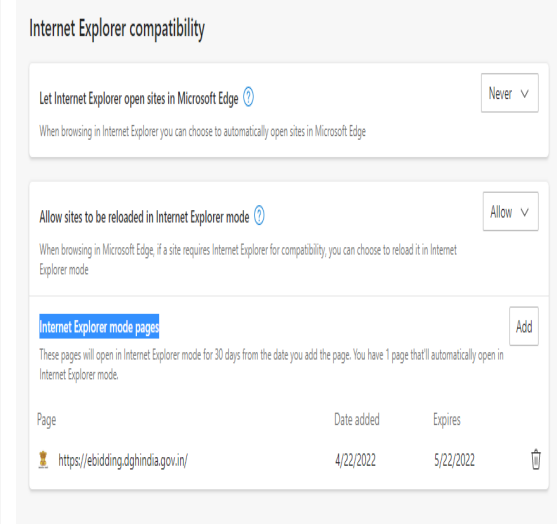 Internet Explorer compatibility
Let Internet Explorer open sites in Microsoft Edge
Never
When browsing in Internet Explorer you can choose to automatically open sites in Microsoft Edge
Allow sites to be reloaded in Internet Explorer mode
Allow
When browsing in Microsoft Edge, if a site requires Internet Explorer for compatibility, you can choose to reload it in Internet
Explorer mode
Internet Explorer mode pages
Add
These pages will open in Internet Explorer mode for 30 days from the date you add the page. You have 1 page that'll automatically open in
Internet Explorer mode.
Page Date added Expires
https://ebidding.dghindia.gov.in/ 4/22/2022 5/22/2022